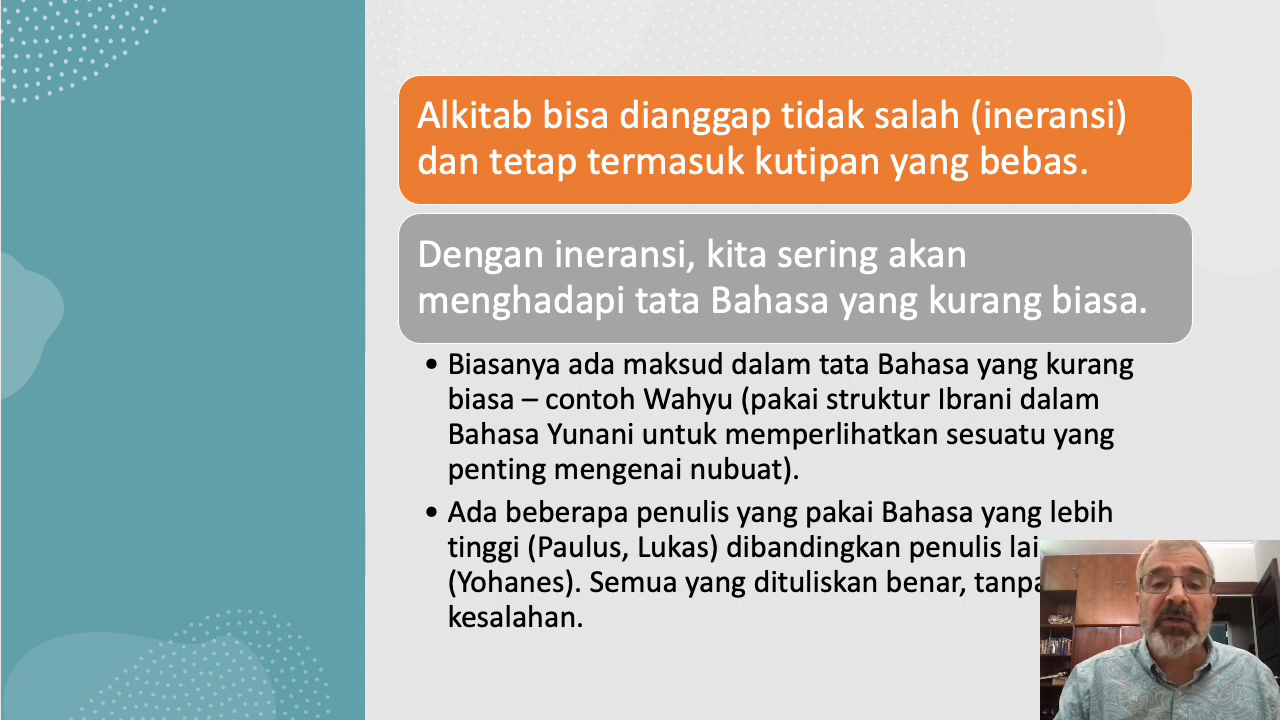 Alkitab bisa dianggap tidak salah (ineransi)
dan tetap termasuk kutipan yang bebas.
Dengan ineransi, kita sering akan
menghadapi tata Bahasa yang kurang biasa.
• Biasanya ada maksud dalam tata Bahasa yang kurang
biasa – contoh Wahyu (pakai struktur Ibrani dalam
Bahasa Yunani untuk memperlihatkan sesuatu yang
penting mengenai nubuat).
• Ada beberapa penulis yang pakai Bahasa yang lebih
tinggi (Paulus, Lukas) dibandingkan penulis
(Yohanes). Semua yang dituliskan benar, tanpa
kesalahan.